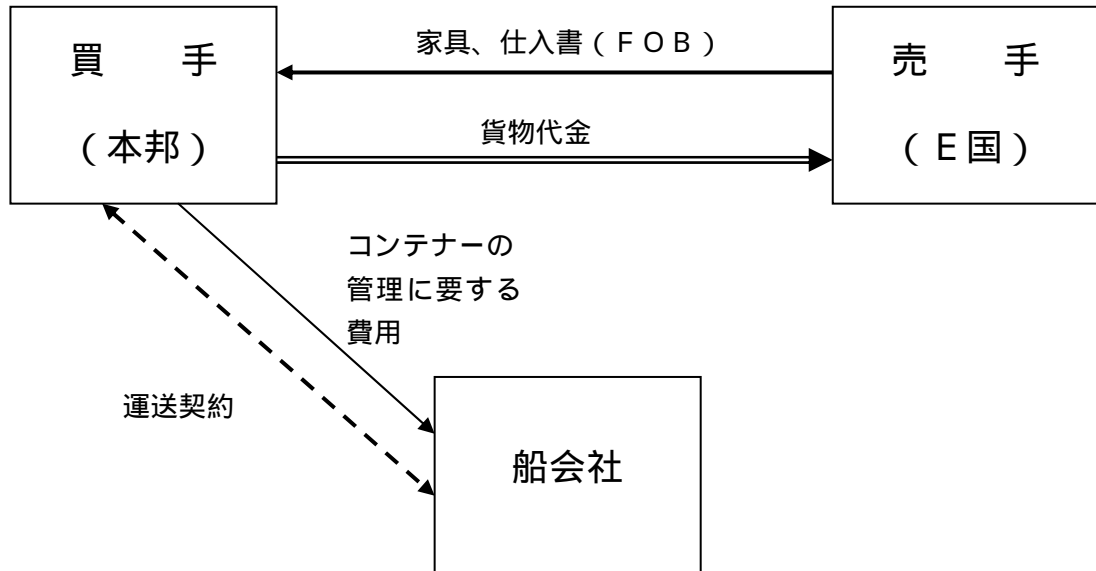 家具、仕入書(FOB)
買　　手
(本邦)
売　　手
(E国)
貨物代金
コンテナーの
管理に要する
費用
運送契約
船会社